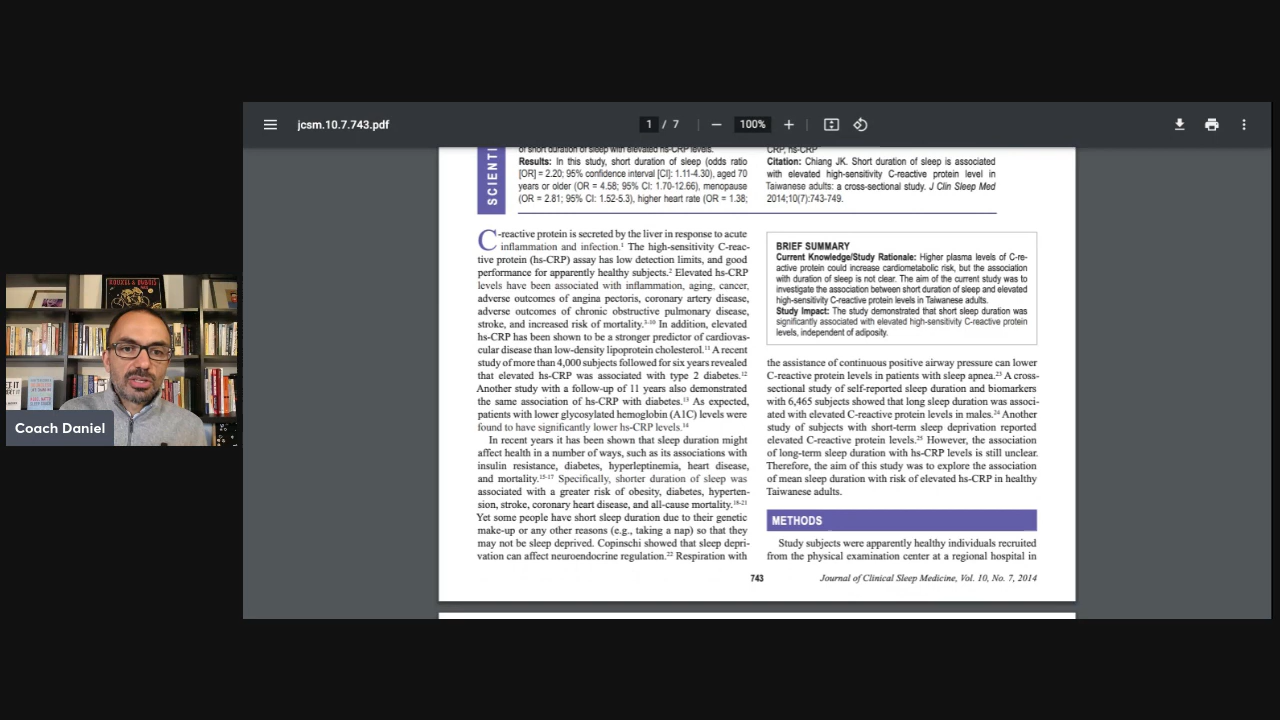 jcsm.10.7.743.pdf
1 / 7
100%
SCIENTI
of short duration of sleep with elevated hs-CRP levels.
Results: In this study, short duration of sleep (odds ratio
[OR] = 2.20; 95% confidence interval [CI]: 1.11-4.30), aged 70
years or older (OR = 4.58; 95% CI: 1.70-12.66), menopause
(OR = 2.81; 95% CI: 1.52-5.3), higher heart rate (OR = 1.38;
CRP, hs-CRP
Citation: Chiang JK. Short duration of sleep is associated
with elevated high-sensitivity C-reactive protein level in
Taiwanese adults: a cross-sectional study. J Clin Sleep Med
2014;10(7):743-749.
C-reactive protein is secreted by the liver in response to acute
inflammation and infection.1 The high-sensitivity C-reac-
tive protein (hs-CRP) assay has low detection limits, and good
performance for apparently healthy subjects.2 Elevated hs-CRP
levels have been associated with inflammation, aging, cancer,
adverse outcomes of angina pectoris, coronary artery disease,
adverse outcomes of chronic obstructive pulmonary disease,
stroke, and increased risk of mortality.3-10 In addition, elevated
hs-CRP has been shown to be a stronger predictor of cardiovas-
cular disease than low-density lipoprotein cholesterol.11 A recent
study of more than 4,000 subjects followed for six years revealed
that elevated hs-CRP was associated with type 2 diabetes.12
Another study with a follow-up of 11 years also demonstrated
the same association of hs-CRP with diabetes.13 As expected,
patients with lower glycosylated hemoglobin (A1C) levels were
found to have significantly lower hs-CRP levels.14
In recent years it has been shown that sleep duration might
affect health in a number of ways, such as its associations with
insulin resistance, diabetes, hyperleptinemia, heart disease,
and mortality.15-17 Specifically, shorter duration of sleep was
associated with a greater risk of obesity, diabetes, hyperten-
sion, stroke, coronary heart disease, and all-cause mortality.18-21
Yet some people have short sleep duration due to their genetic
make-up or any other reasons (e.g., taking a nap) so that they
may not be sleep deprived. Copinschi showed that sleep depri-
vation can affect neuroendocrine regulation.22 Respiration with
BRIEF SUMMARY
Current Knowledge/Study Rationale: Higher plasma levels of C-re-
active protein could increase cardiometabolic risk, but the association
with duration of sleep is not clear. The aim of the current study was to
investigate the association between short duration of sleep and elevated
high-sensitivity C-reactive protein levels in Taiwanese adults.
Study Impact: The study demonstrated that short sleep duration was
significantly associated with elevated high-sensitivity C-reactive protein
levels, independent of adiposity.
the assistance of continuous positive airway pressure can lower
C-reactive protein levels in patients with sleep apnea.23 A cross-
sectional study of self-reported sleep duration and biomarkers
with 6,465 subjects showed that long sleep duration was associ-
ated with elevated C-reactive protein levels in males.24 Another
study of subjects with short-term sleep deprivation reported
elevated C-reactive protein levels.25 However, the association
of long-term sleep duration with hs-CRP levels is still unclear.
Therefore, the aim of this study was to explore the association
of mean sleep duration with risk of elevated hs-CRP in healthy
Taiwanese adults.
METHODS
Study subjects were apparently healthy individuals recruited
from the physical examination center at a regional hospital in
743
Journal of Clinical Sleep Medicine, Vol. 10, No. 7, 2014
Coach Daniel